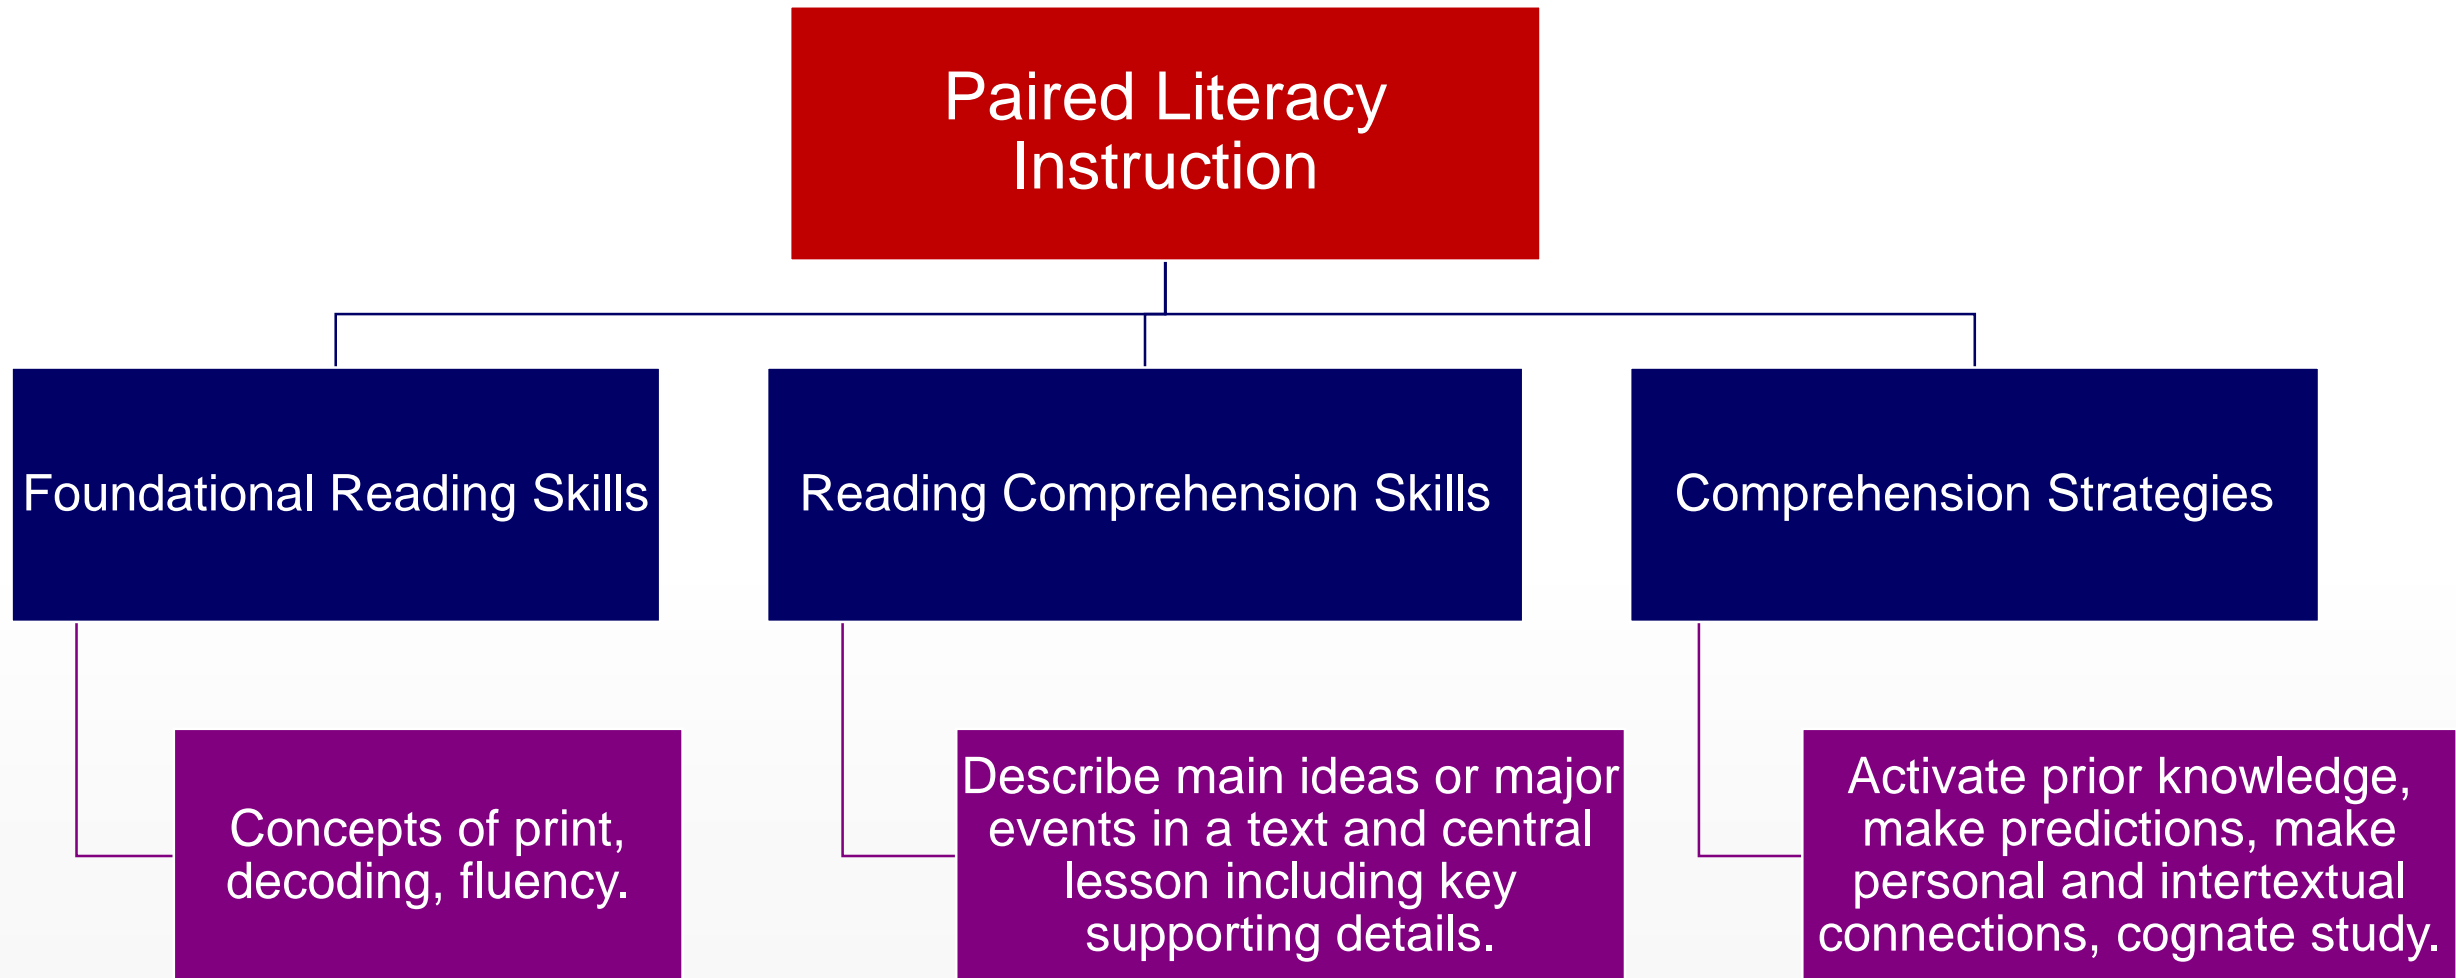 Paired Literacy
Instruction
Foundational Reading Skills
Reading Comprehension Skills
Comprehension Strategies
Concepts of print,
decoding, fluency.
Describe main ideas or major
events in a text and central
lesson including key
supporting details.
Activate prior knowledge,
make predictions, make
personal and intertextual
connections, cognate study.